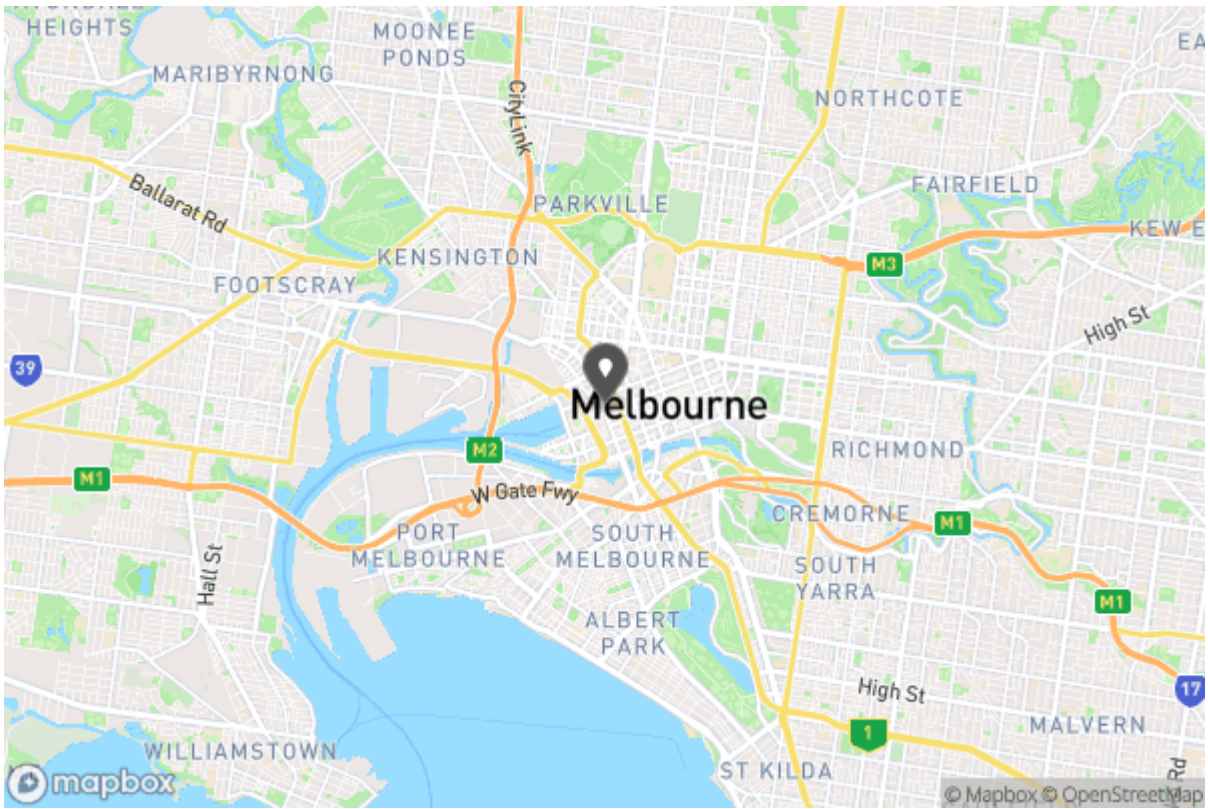 HEIGHTS
MOONEE
PONDS
MARIBYRNONG
CityLink
NORTHCOTE
EA
Ballarat Rd
PARKVILLE
FAIRFIELD
KEW E
KENSINGTON
M3
FOOTSCRAY
High St
39
Melbourne
M2
RICHMOND
M1
W Gate Fwy
CREMORNE
M1
PORT
MELBOURNE
SOUTH
MELBOURNE
Hall St
SOUTH
YARRA
M1
ALBERT
PARK
High St
17
MALVERN
1
WILLIAMSTOWN
ST KILDA
Rd
mapbox
© Mapbox © OpenStreetMap